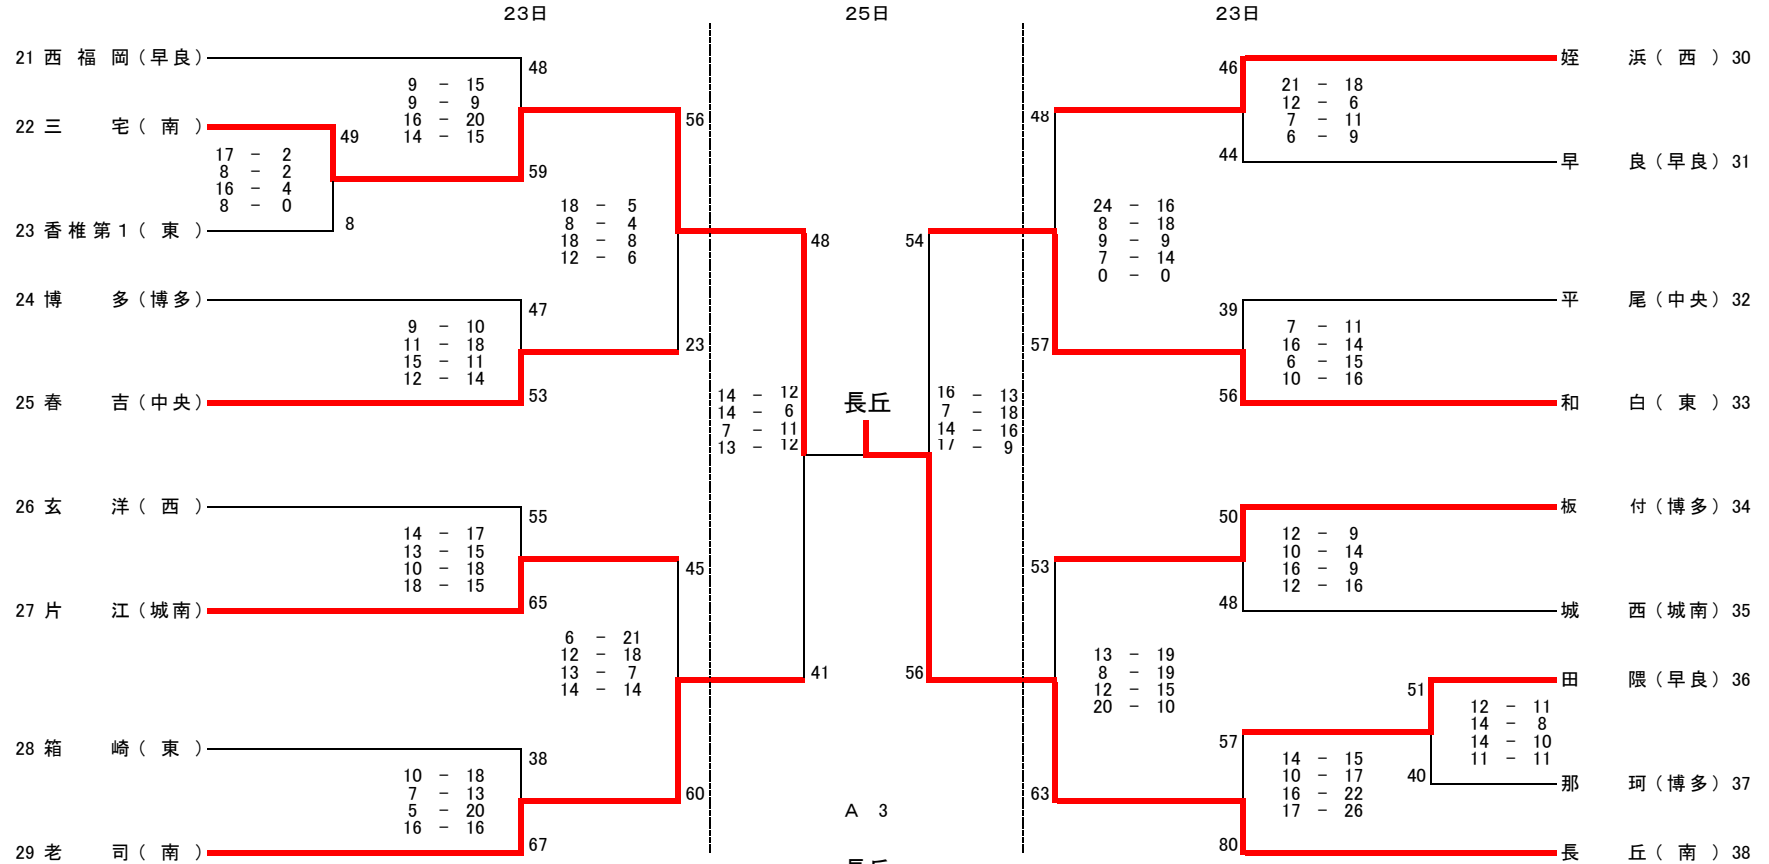 23日 25日 23日
21 西福岡(早良)
48
9 - 15
9 - 9
16 - 20
14 - 15
22 三宅(南)
49
17 - 2
8 - 2
16 - 4
8 - 0
59
23 香椎第1(東)
8
56
18 - 5
8 - 4
18 - 8
12 - 6
24 博多(博多)
47
9 - 10
11 - 18
15 - 11
12 - 14
23
25 春吉(中央)
53
48
14 - 12
14 - 6
7 - 11
13 - 12
26 玄洋(西)
55
14 - 17
13 - 15
10 - 18
18 - 15
45
27 片江(城南)
65
6 - 21
12 - 18
13 - 7
14 - 14
41
28 箱崎(東)
38
10 - 18
7 - 13
5 - 20
16 - 16
60
29 老司(南)
67
長丘
A 3
長丘
姪浜(西) 30
46
21 - 18
12 - 6
7 - 11
6 - 9
48
44
早良(早良) 31
24 - 16
8 - 18
9 - 9
7 - 14
0 - 0
54
平尾(中央) 32
39
7 - 11
16 - 14
6 - 15
10 - 16
57
56
和白(東) 33
16 - 13
7 - 18
14 - 16
17 - 9
板付(博多) 34
50
12 - 9
10 - 14
16 - 9
12 - 16
53
48
城西(城南) 35
13 - 19
8 - 19
12 - 15
20 - 10
56
田隈(早良) 36
51
12 - 11
14 - 8
14 - 10
11 - 11
57
40
那珂(博多) 37
14 - 15
10 - 17
16 - 22
17 - 26
63
80
長丘(南) 38